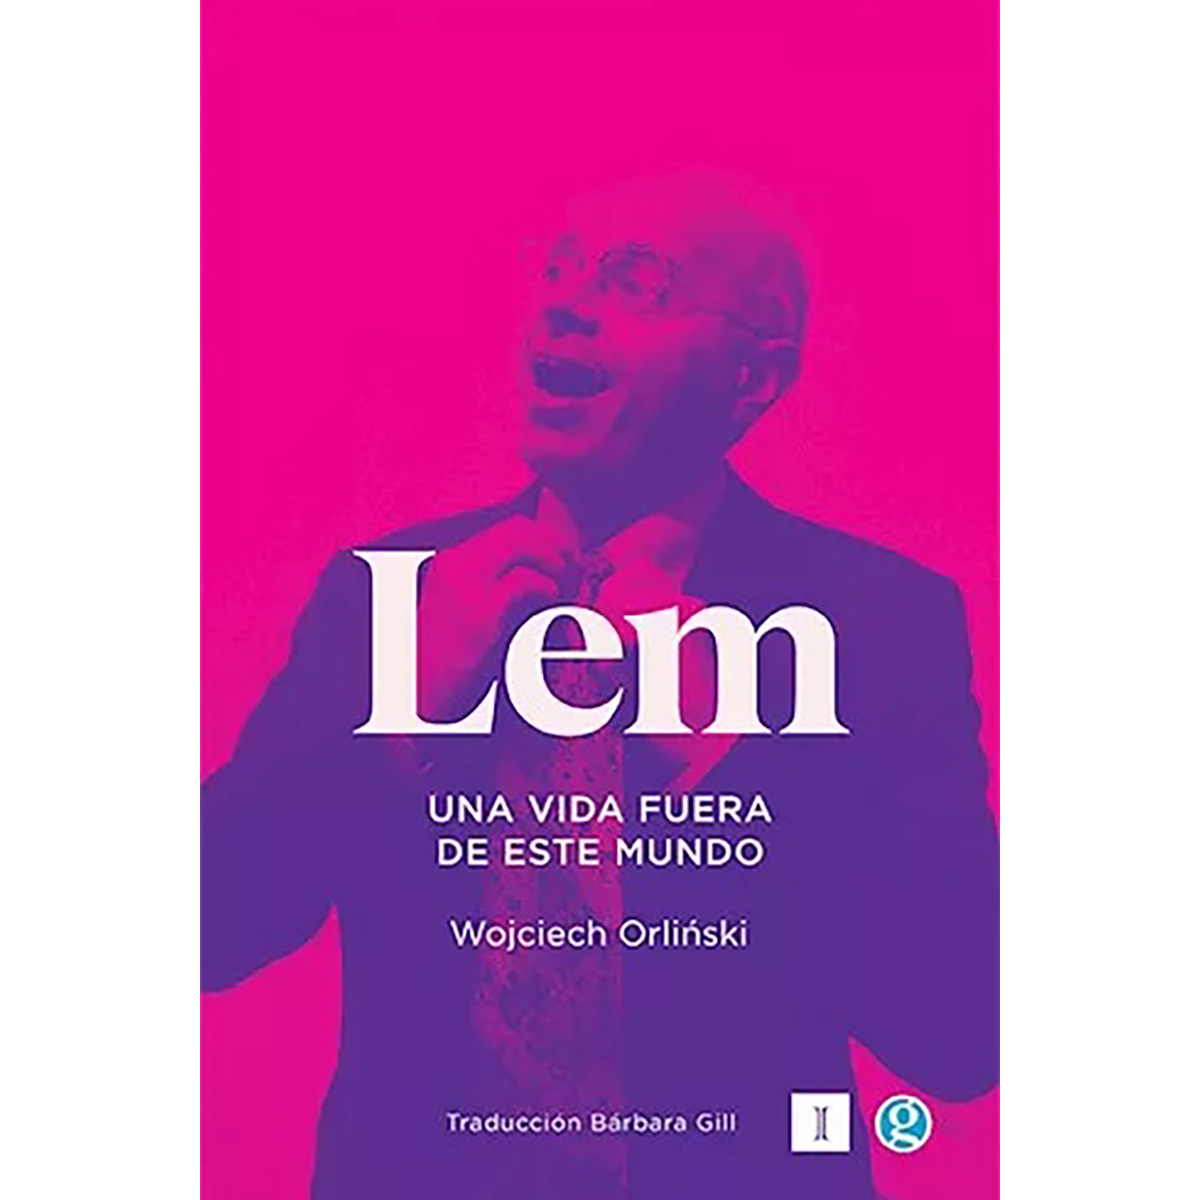 Lem
UNA VIDA FUERA
DE ESTE MUNDO
Wojciech Orliński
Traducción Bárbara Gill
I
g